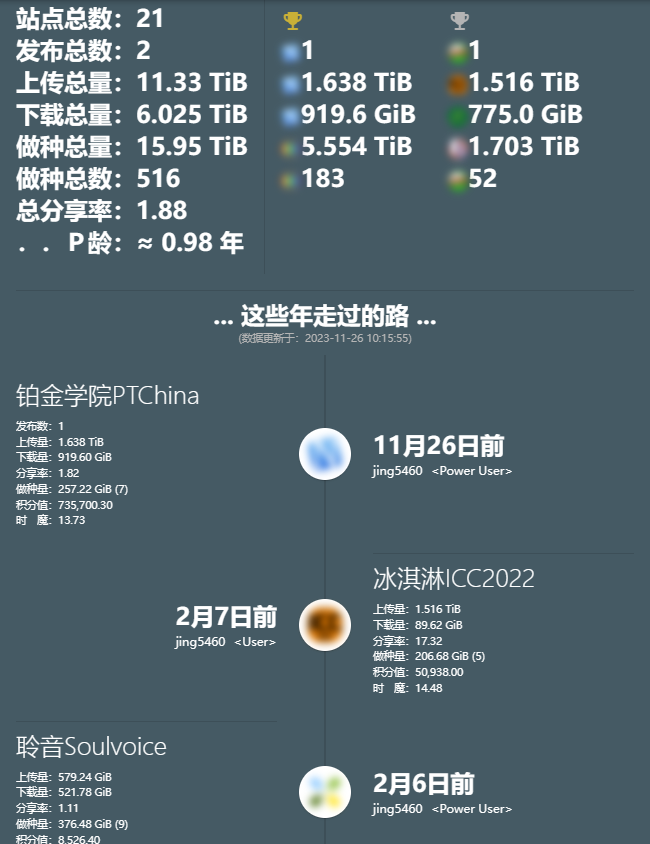 站点总数：21
发布总数：2
上传总量：11.33 TiB
下载总量：6.025 TiB
做种总量：15.95 TiB
做种总数：516
总分享率：1.88
．．P龄：≈ 0.98 年
1
1.638 TiB
919.6 GiB
5.554 TiB
183
1
1.516 TiB
775.0 GiB
1.703 TiB
52
... 这些年走过的路 ...
(数据更新于：2023-11-26 10:15:55)
铂金学院PTChina
发布数：1
上传量：1.638 TiB
下载量：919.60 GiB
分享率：1.82
做种量：257.22 GiB (7)
积分值：735,700.30
时　魔：13.73
11月26日前
jing5460 <Power User>
2月7日前
jing5460 <User>
冰淇淋ICC2022
上传量：1.516 TiB
下载量：89.62 GiB
分享率：17.32
做种量：206.68 GiB (5)
积分值：50,938.00
时　魔：14.48
聆音Soulvoice
上传量：579.24 GiB
下载量：521.78 GiB
分享率：1.11
做种量：376.48 GiB (9)
积分值：8,526.40
2月6日前
jing5460 <Power User>